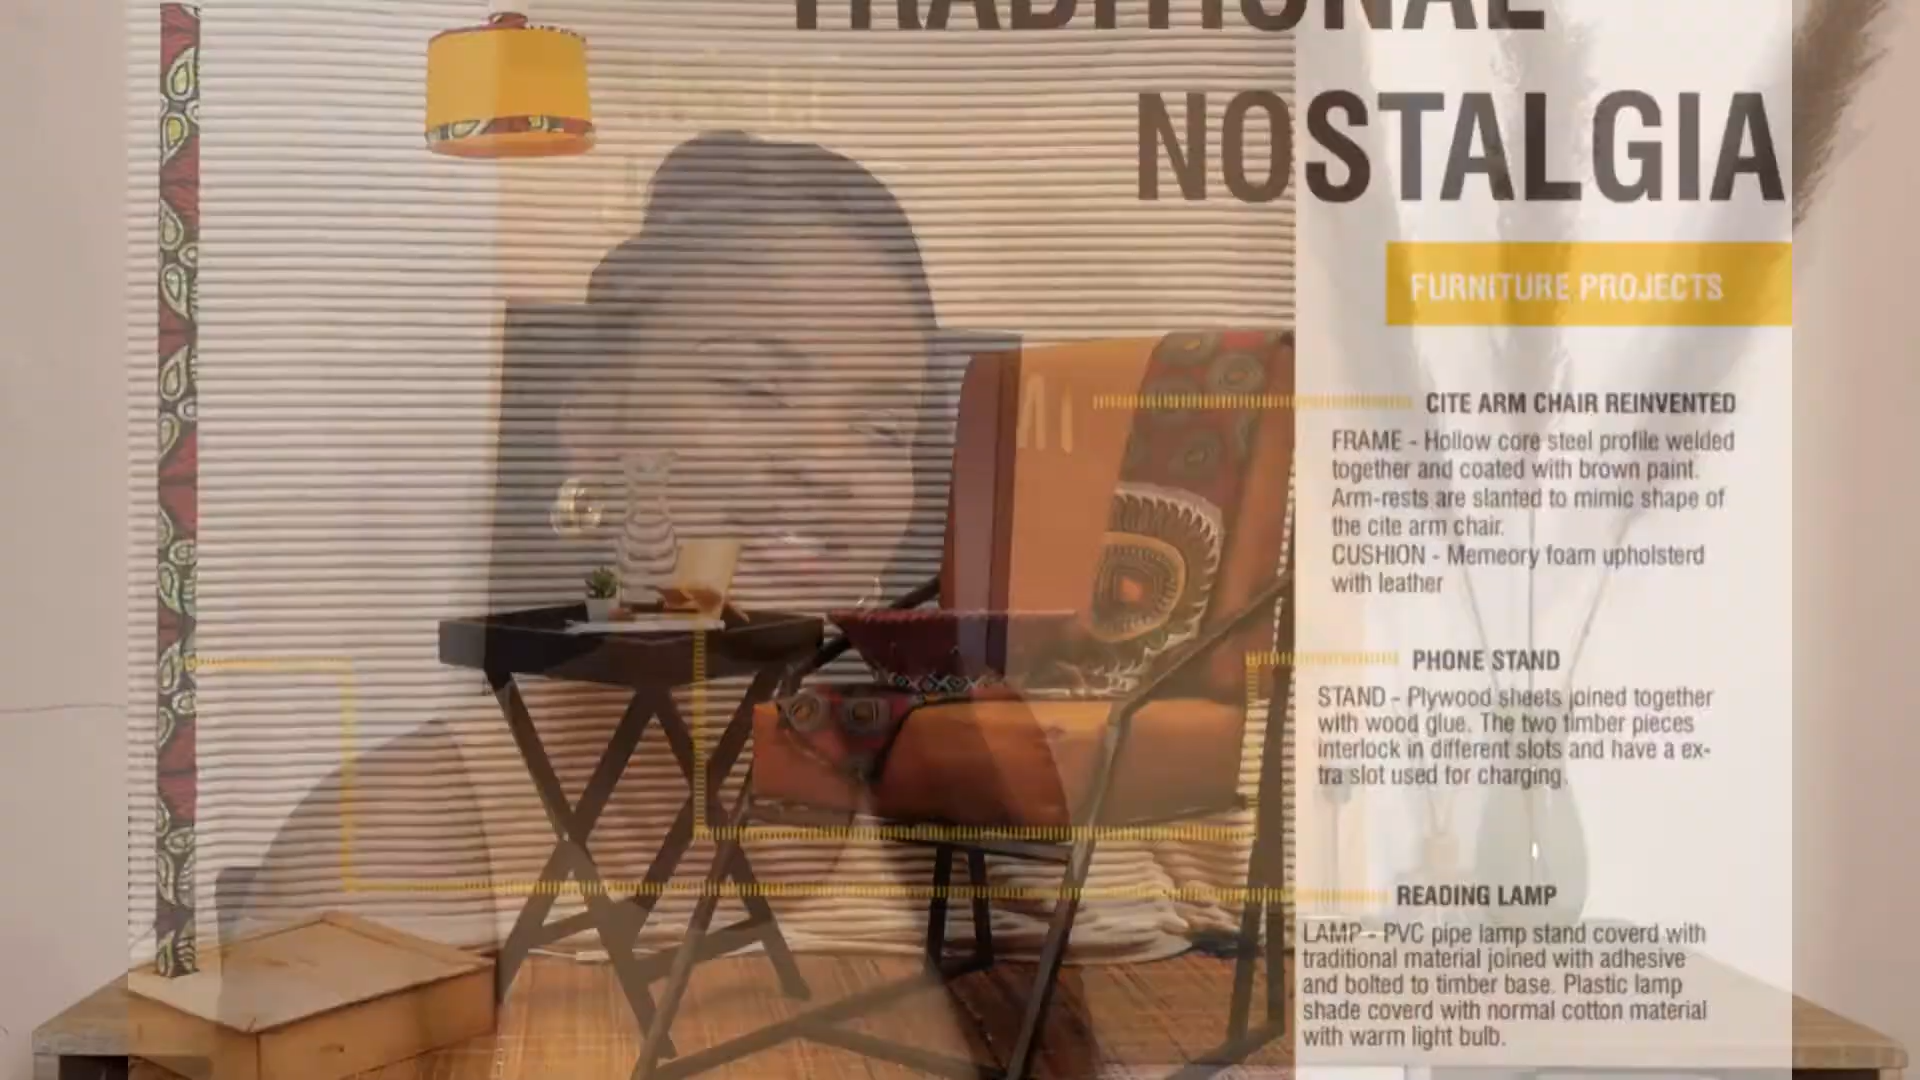 TRADITIONAL
NOSTALGIA
FURNITURE PROJECTS
CITE ARM CHAIR REINVENTED
FRAME - Hollow core steel profile welded
together and coated with brown paint.
Arm-rests are slanted to mimic shape of
the cite arm chair.
CUSHION - Memeory foam upholsterd
with leather
PHONE STAND
STAND - Plywood sheets joined together
with wood glue. The two timber pieces
interlock in different slots and have a ex-
tra slot used for charging.
READING LAMP
LAMP - PVC pipe lamp stand coverd with
traditional material joined with adhesive
and bolted to timber base. Plastic lamp
shade coverd with normal cotton material
with warm light bulb.